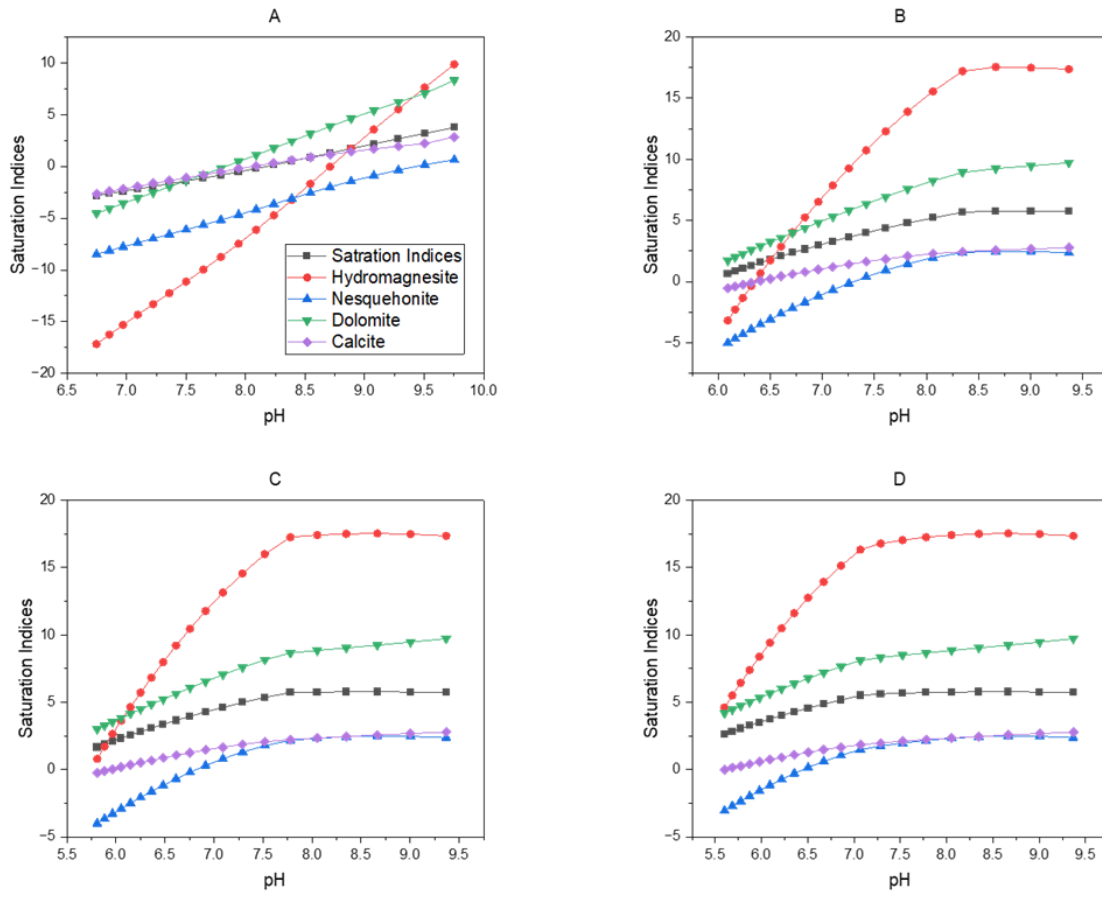 A
Saturation Indices
10
5
0
−5
−10
−15
−20
6.5 7.0 7.5 8.0 8.5 9.0 9.5 10.0
pH
Satration Indices
Hydromagnesite
Nesquehonite
Dolomite
Calcite
B
Saturation Indices
20
15
10
5
0
−5
6.0 6.5 7.0 7.5 8.0 8.5 9.0 9.5
pH
C
Saturation Indices
20
15
10
5
0
−5
5.5 6.0 6.5 7.0 7.5 8.0 8.5 9.0 9.5
pH
D
Saturation Indices
20
15
10
5
0
−5
5.5 6.0 6.5 7.0 7.5 8.0 8.5 9.0 9.5
pH